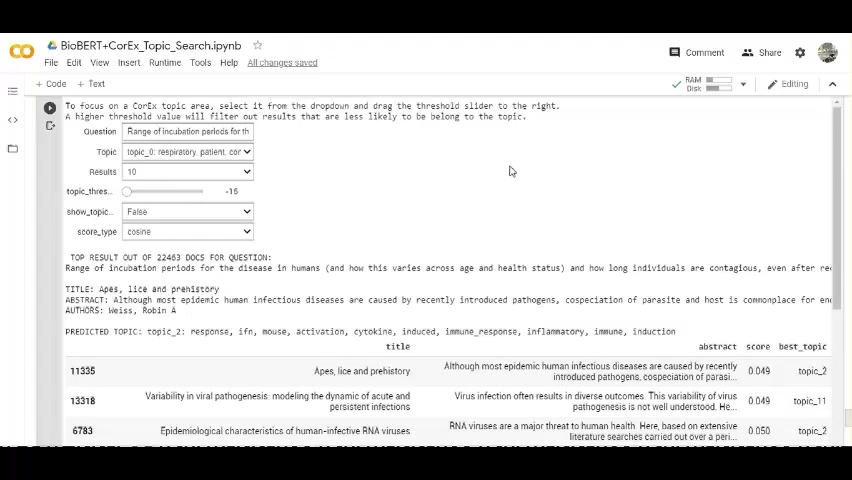 BioBERT+CorEx_Topic_Search.ipynb
File Edit View Insert Runtime Tools Help All changes saved
Comment Share
+ Code + Text
RAM
Disk
Editing
To focus on a CorEx topic area, select it from the dropdown and drag the threshold slider to the right.
A higher threshold value will filter out results that are less likely to be belong to the topic.
Question Range of incubation periods for th
Topic topic_0: respiratory, patient, cor
Results 10
topic_thres... -15
show_topic... False
score_type cosine
TOP RESULT OUT OF 22463 DOCS FOR QUESTION:
Range of incubation periods for the disease in humans (and how this varies across age and health status) and how long individuals are contagious, even after rec
TITLE: Apes, lice and prehistory
ABSTRACT: Although most epidemic human infectious diseases are caused by recently introduced pathogens, cospeciation of parasite and host is commonplace for end
AUTHORS: Weiss, Robin A
PREDICTED TOPIC: topic_2: response, ifn, mouse, activation, cytokine, induced, immune_response, inflammatory, immune, induction
title abstract score best_topic
11335 Apes, lice and prehistory Although most epidemic human infectious diseases are caused by recently introduced pathogens, cospeciation of parasi... 0.049 topic_2
13318 Variability in viral pathogenesis: modeling the dynamic of acute and persistent infections Virus infection often results in diverse outcomes. This variability of virus pathogenesis is not well understood. He... 0.049 topic_11
6783 Epidemiological characteristics of human-infective RNA viruses RNA viruses are a major threat to human health. Here, based on extensive literature searches carried out over a peri... 0.050 topic_2